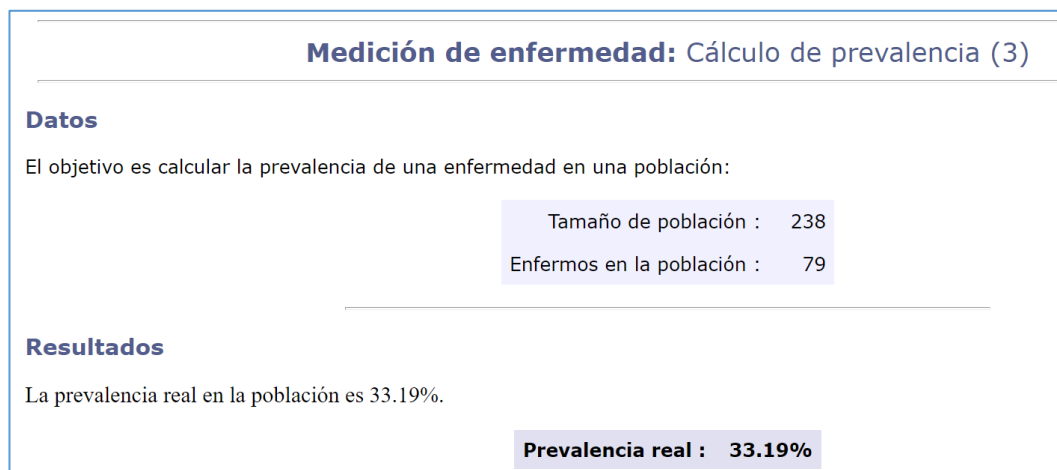 Medición de enfermedad: Cálculo de prevalencia (3)
Datos
El objetivo es calcular la prevalencia de una enfermedad en una población:
Tamaño de población : 238
Enfermos en la población : 79
Resultados
La prevalencia real en la población es 33.19%.
Prevalencia real : 33.19%